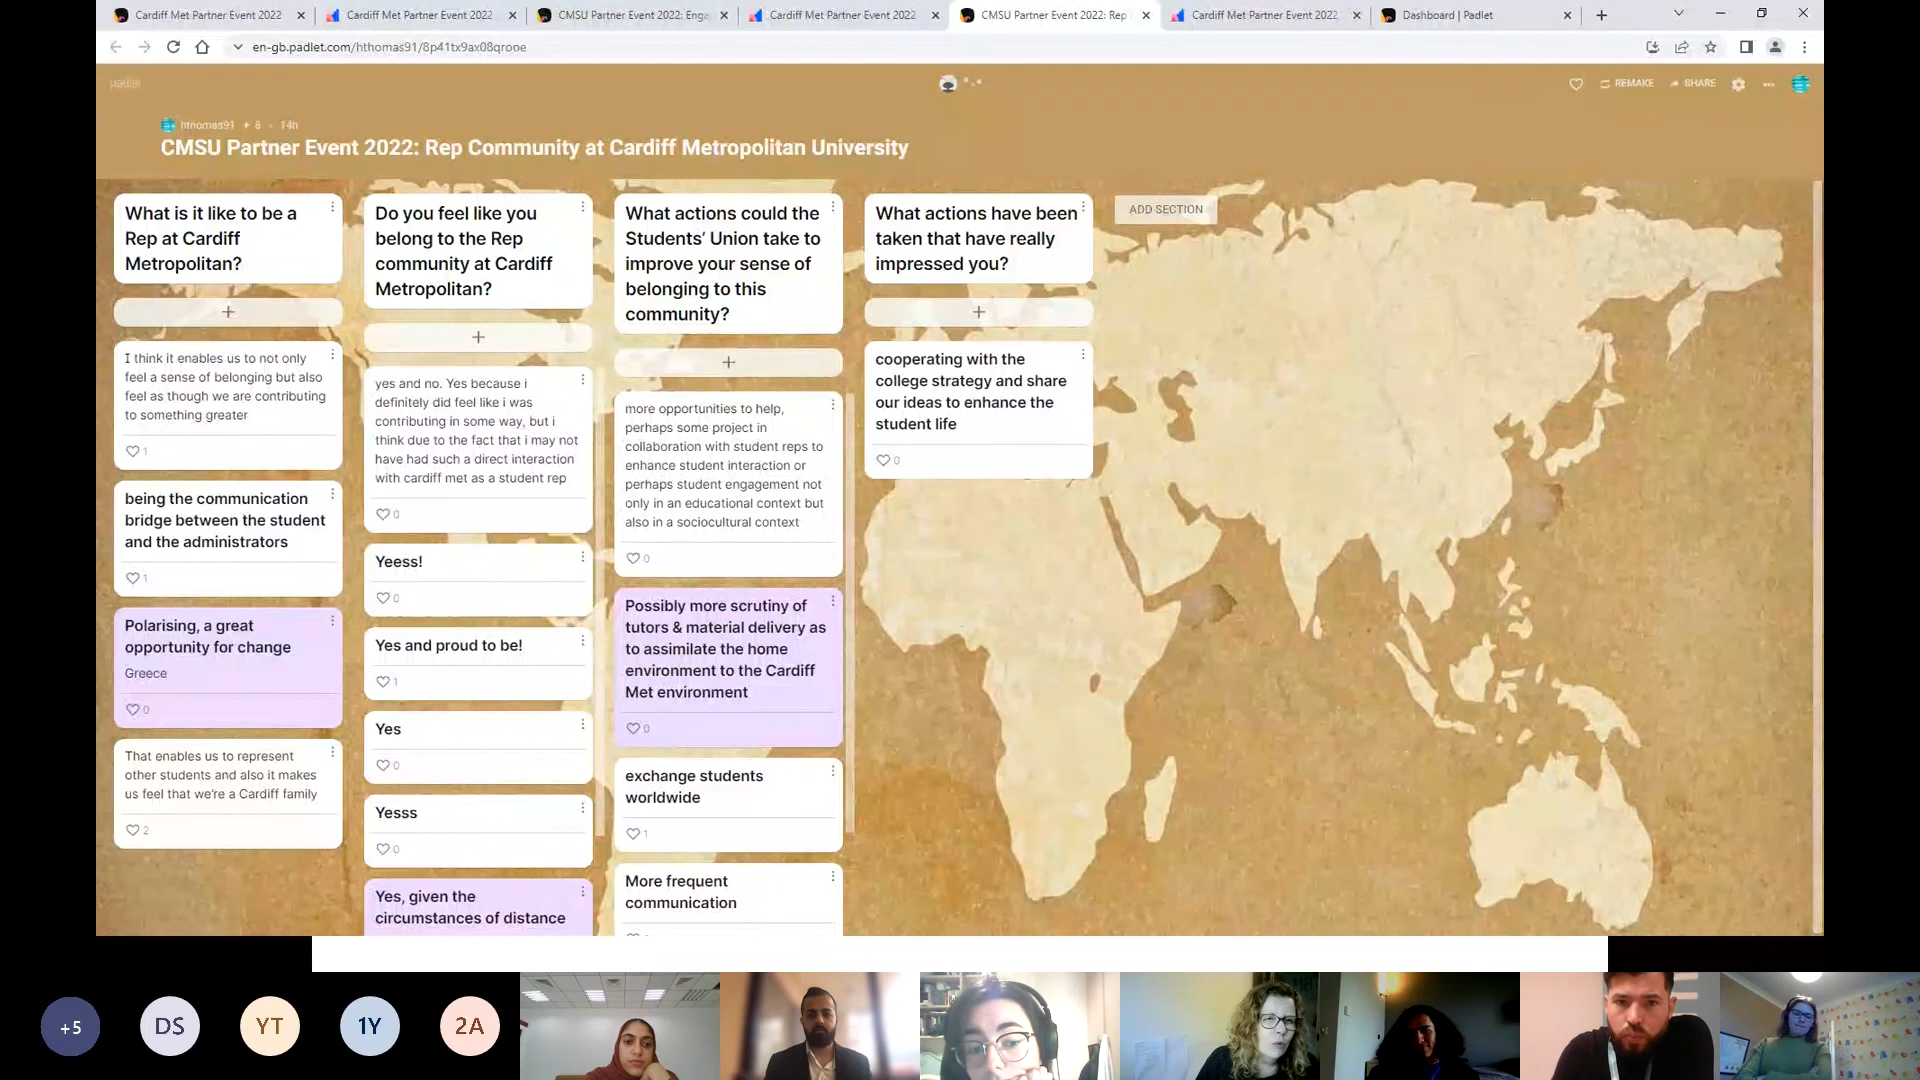 Cardiff Met Partner Event 2022
Cardiff Met Partner Event 2022
CMSU Partner Event 2022: Enga
Cardiff Met Partner Event 2022
CMSU Partner Event 2022: Rep
Cardiff Met Partner Event 2022
Dashboard | Padlet
en-gb.padlet.com/hthomas91/8p41tx9ax08qrooe
padlet
REMAKE
SHARE
hthomas91 + 8 · 14h
CMSU Partner Event 2022: Rep Community at Cardiff Metropolitan University
What is it like to be a
Rep at Cardiff
Metropolitan?
I think it enables us to not only
feel a sense of belonging but also
feel as though we are contributing
to something greater
1
being the communication
bridge between the student
and the administrators
1
Polarising, a great
opportunity for change
Greece
0
That enables us to represent
other students and also it makes
us feel that we're a Cardiff family
2
Do you feel like you
belong to the Rep
community at Cardiff
Metropolitan?
yes and no. Yes because i
definitely did feel like i was
contributing in some way, but i
think due to the fact that i may not
have had such a direct interaction
with cardiff met as a student rep
0
Yeess!
0
Yes and proud to be!
1
Yes
0
Yesss
0
Yes, given the
circumstances of distance
What actions could the
Students' Union take to
improve your sense of
belonging to this
community?
more opportunities to help,
perhaps some project in
collaboration with student reps to
enhance student interaction or
perhaps student engagement not
only in an educational context but
also in a sociocultural context
0
Possibly more scrutiny of
tutors & material delivery as
to assimilate the home
environment to the Cardiff
Met environment
0
exchange students
worldwide
1
More frequent
communication
What actions have been
taken that have really
impressed you?
cooperating with the
college strategy and share
our ideas to enhance the
student life
0
ADD SECTION
+5
DS
YT
1Y
2A